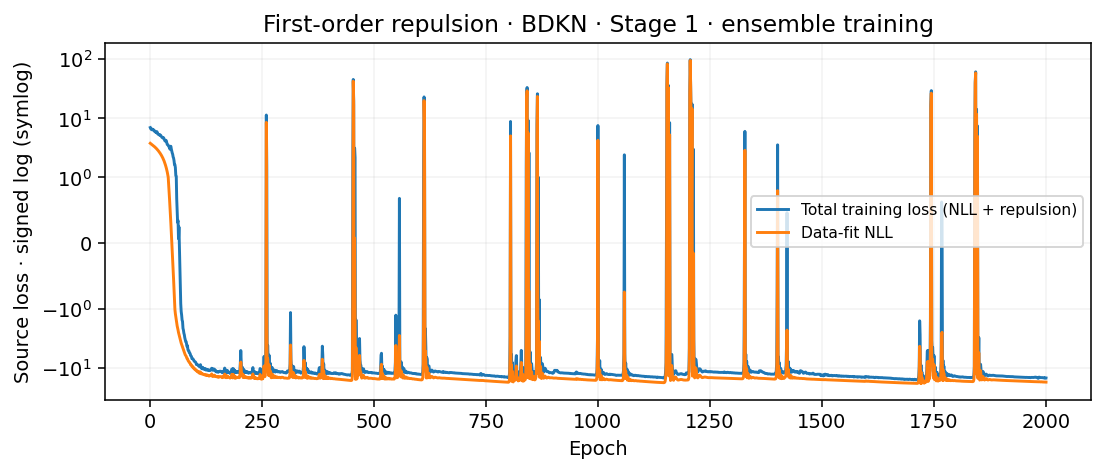 First-order repulsion · BDKN · Stage 1 · ensemble training
Source loss · signed log (symlog)
10²
10¹
10⁰
0
−10⁰
−10¹
Total training loss (NLL + repulsion)
Data-fit NLL
0 250 500 750 1000 1250 1500 1750 2000
Epoch